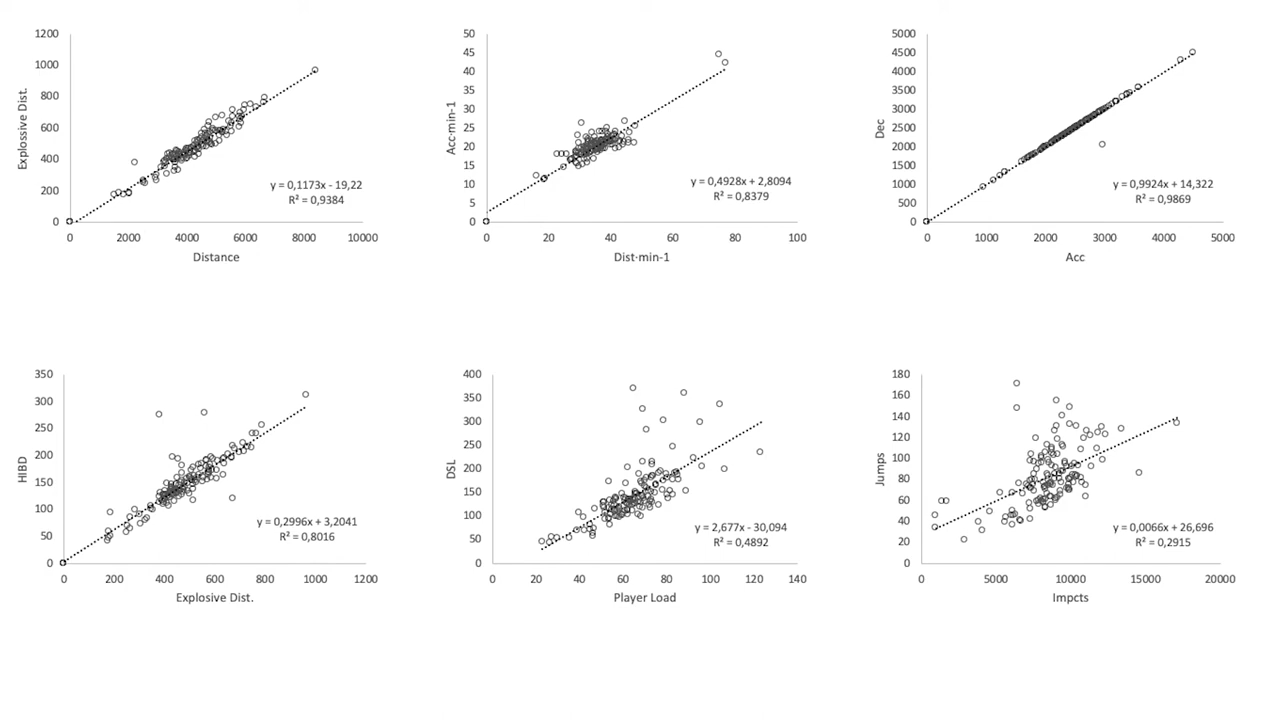 1200
1000
800
600
400
200
0
Explossive Dist.
0 2000 4000 6000 8000 10000
Distance
y = 0,1173x - 19,22
R² = 0,9384
50
45
40
35
30
25
20
15
10
5
0
Acc·min-1
0 20 40 60 80 100
Dist·min-1
y = 0,4928x + 2,8094
R² = 0,8379
5000
4500
4000
3500
3000
2500
2000
1500
1000
500
0
Dec
0 1000 2000 3000 4000 5000
Acc
y = 0,9924x + 14,322
R² = 0,9869
350
300
250
200
150
100
50
0
HIBD
0 200 400 600 800 1000 1200
Explosive Dist.
y = 0,2996x + 3,2041
R² = 0,8016
400
350
300
250
200
150
100
50
0
DSL
0 20 40 60 80 100 120 140
Player Load
y = 2,677x - 30,094
R² = 0,4892
180
160
140
120
100
80
60
40
20
0
Jumps
0 5000 10000 15000 20000
Impcts
y = 0,0066x + 26,696
R² = 0,2915